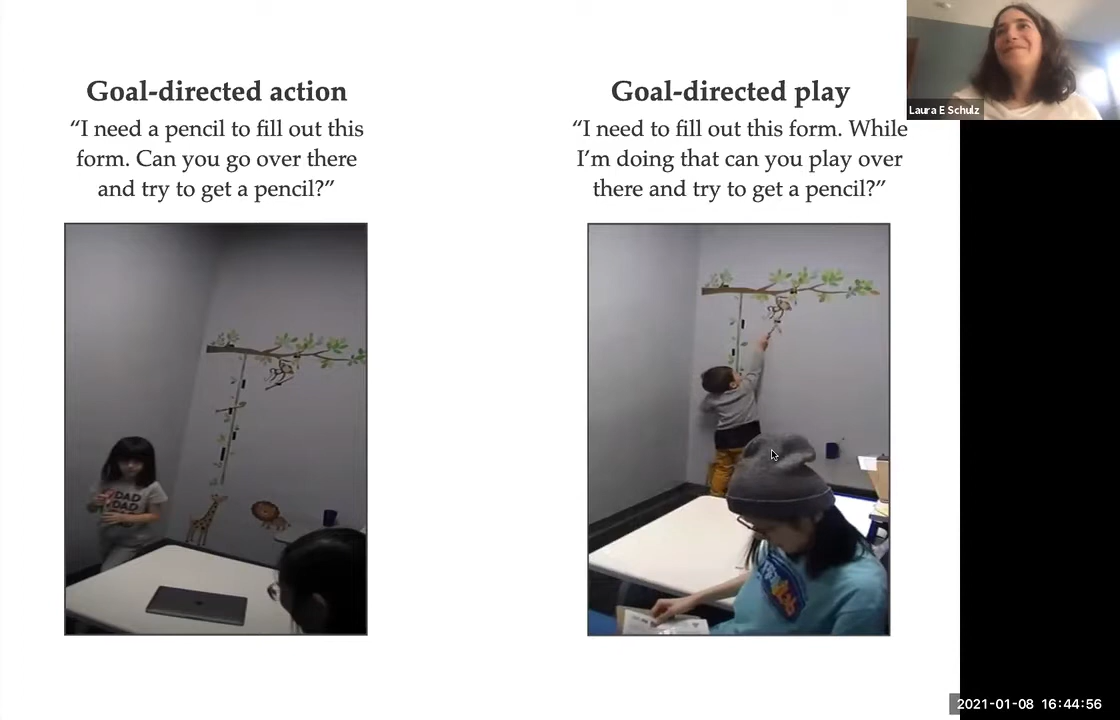 Goal-directed action
“I need a pencil to fill out this
form. Can you go over there
and try to get a pencil?”
Goal-directed play
“I need to fill out this form. While
I’m doing that can you play over
there and try to get a pencil?”
Laura E Schulz
DAD
DAD
2021-01-08 16:44:56